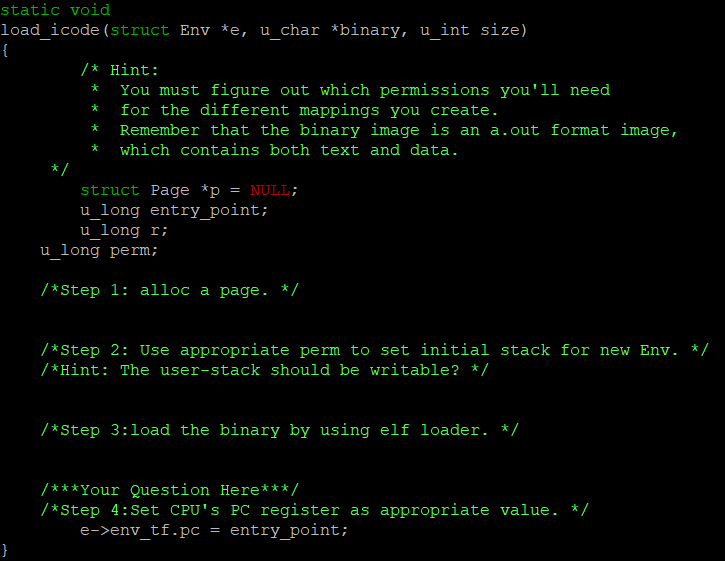 static void
load_icode(struct Env *e, u_char *binary, u_int size)
{
/* Hint:
*  You must figure out which permissions you'll need
*  for the different mappings you create.
*  Remember that the binary image is an a.out format image,
*  which contains both text and data.
*/
struct Page *p = NULL;
u_long entry_point;
u_long r;
u_long perm;
/*Step 1: alloc a page. */
/*Step 2: Use appropriate perm to set initial stack for new Env. */
/*Hint: The user-stack should be writable? */
/*Step 3:load the binary by using elf loader. */
/***Your Question Here***/
/*Step 4:Set CPU's PC register as appropriate value. */
e->env_tf.pc = entry_point;
}